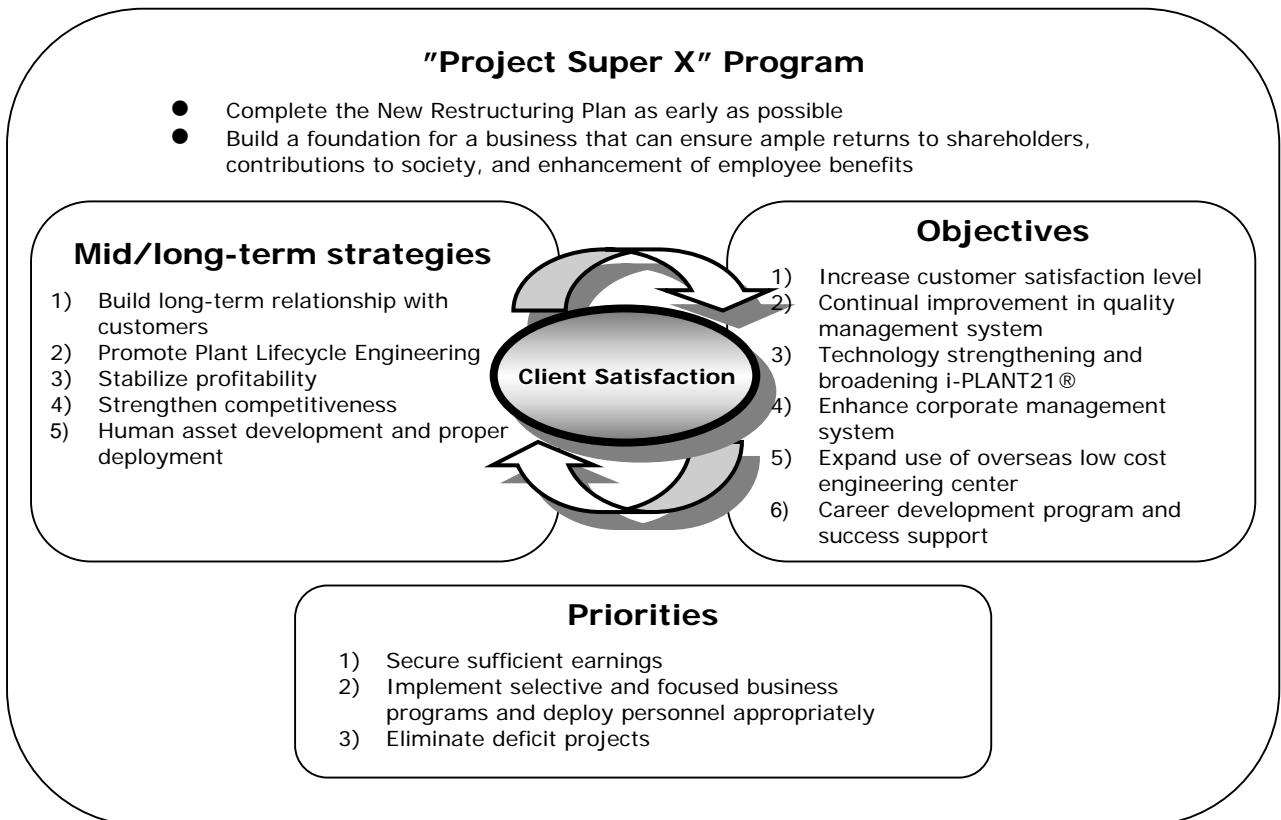 "Project Super X" Program
● Complete the New Restructuring Plan as early as possible
● Build a foundation for a business that can ensure ample returns to shareholders,
contributions to society, and enhancement of employee benefits
Mid/long-term strategies
1) Build long-term relationship with
customers
2) Promote Plant Lifecycle Engineering
3) Stabilize profitability
4) Strengthen competitiveness
5) Human asset development and proper
deployment
Client Satisfaction
Objectives
1) Increase customer satisfaction level
2) Continual improvement in quality
management system
3) Technology strengthening and
broadening i-PLANT21®
4) Enhance corporate management
system
5) Expand use of overseas low cost
engineering center
6) Career development program and
success support
Priorities
1) Secure sufficient earnings
2) Implement selective and focused business
programs and deploy personnel appropriately
3) Eliminate deficit projects